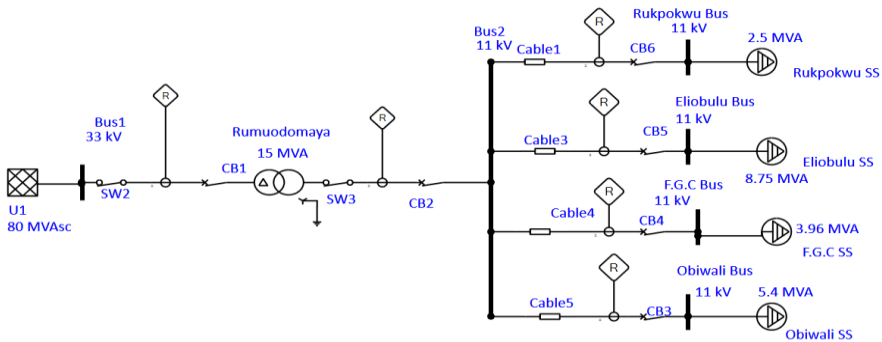 Rukpokwu Bus
11 kV
R
Bus2
11 kV
Cable1
CB6
2.5 MVA
Rukpokwu SS
Bus1
33 kV
R
Rumuodomaya
15 MVA
R
Eliobulu Bus
11 kV
R
Cable3
CB5
Eliobulu SS
8.75 MVA
U1
80 MVAsc
SW2
CB1
SW3
CB2
F.G.C Bus
11 kV
R
Cable4
CB4
3.96 MVA
F.G.C SS
Obiwali Bus
11 kV
R
Cable5
CB3
5.4 MVA
Obiwali SS